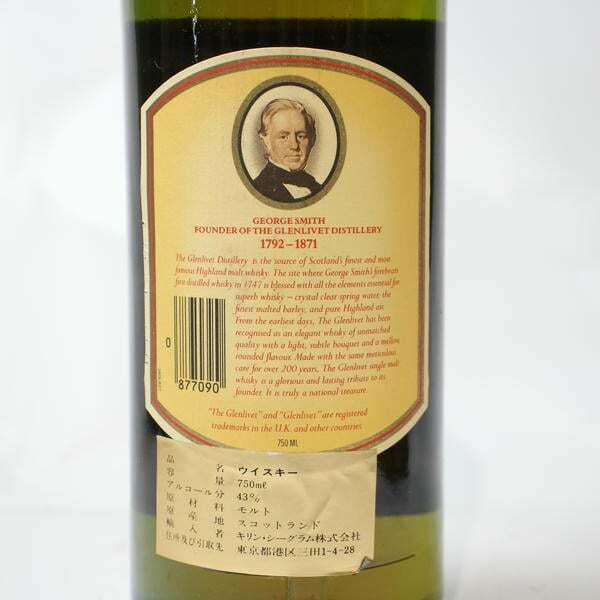 GEORGE SMITH
FOUNDER OF THE GLENLIVET DISTILLERY
1792–1871
The Glenlivet Distillery is the source of Scotland's finest and most
famous Highland malt whisky. The site where George Smith's forebears
first distilled whisky in 1747 is blessed with all the elements essential for
superb whisky – crystal clear spring water, the
finest malted barley, and pure Highland air.
From the earliest days, The Glenlivet has been
recognised as an elegant whisky of unmatched
quality with a light, subtle bouquet and a mellow,
rounded flavour. Made with the same meticulous
care for over 200 years, The Glenlivet single malt
whisky is a glorious and lasting tribute to its
founder. It is truly a national treasure.
0
877090
"The Glenlivet" and "Glenlivet" are registered
trademarks in the U.K. and other countries
750 ML
品名 ウイスキー
容量 750mℓ
アルコール分 43%
原材料 モルト
原産地 スコットランド
輸入者 キリン・シーグラム株式会社
住所及び引取先 東京都港区三田1-4-28